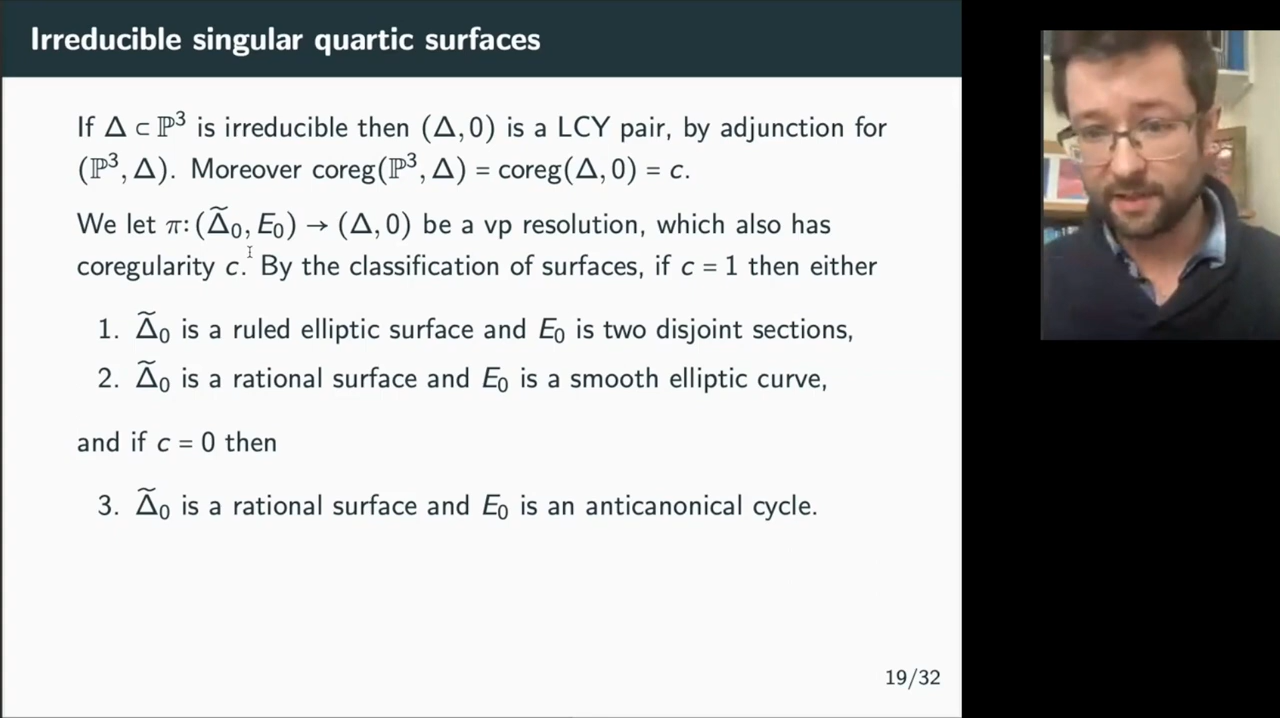 Irreducible singular quartic surfaces
If Δ ⊂ ℙ³ is irreducible then (Δ, 0) is a LCY pair, by adjunction for
(ℙ³, Δ). Moreover coreg(ℙ³, Δ) = coreg(Δ, 0) = c.
We let π: (Δ̃₀, E₀) → (Δ, 0) be a vp resolution, which also has
coregularity c. By the classification of surfaces, if c = 1 then either
1. Δ̃₀ is a ruled elliptic surface and E₀ is two disjoint sections,
2. Δ̃₀ is a rational surface and E₀ is a smooth elliptic curve,
and if c = 0 then
3. Δ̃₀ is a rational surface and E₀ is an anticanonical cycle.
19/32